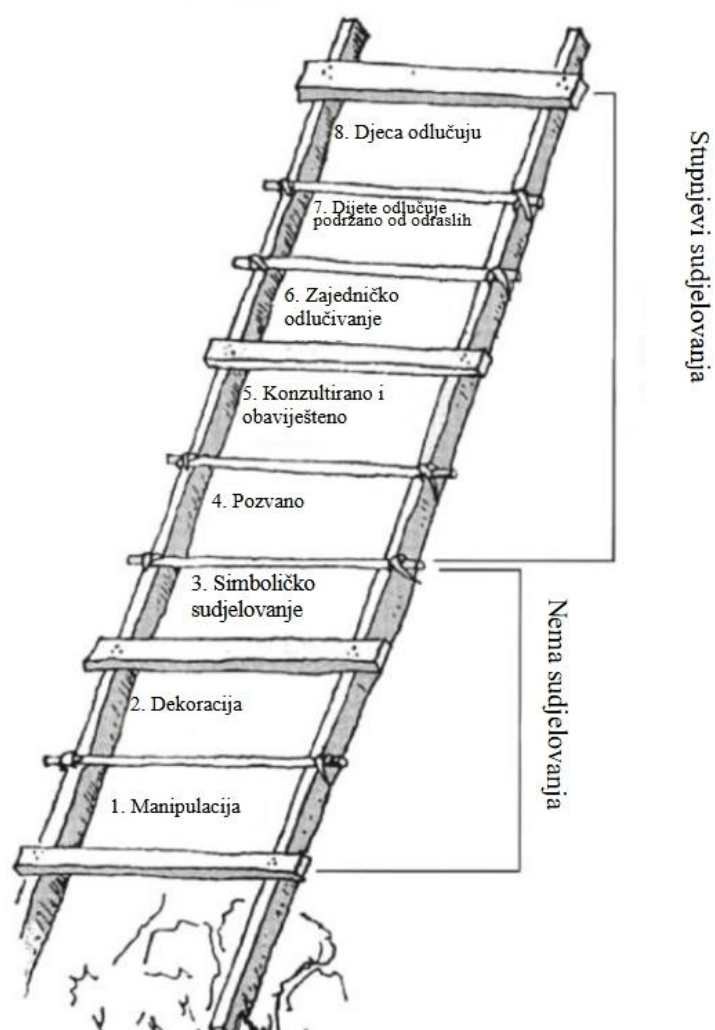 8. Djeca odlučuju
7. Dijete odlučuje
podržano od odraslih
6. Zajedničko
odlučivanje
5. Konzultirano i
obaviješteno
4. Pozvano
3. Simboličko
sudjelovanje
2. Dekoracija
1. Manipulacija
Stupnjevi sudjelovanja
Nema sudjelovanja